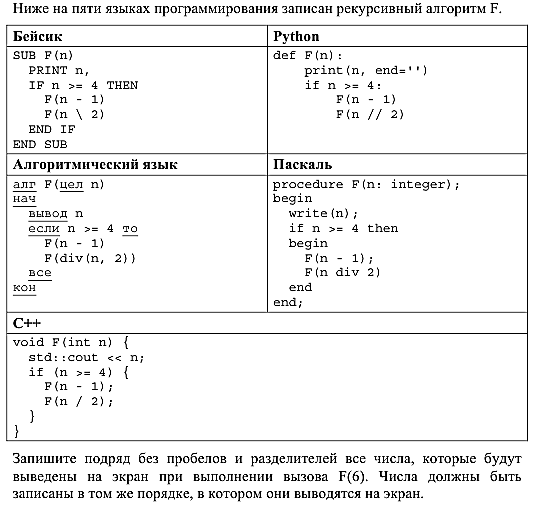 Ниже на пяти языках программирования записан рекурсивный алгоритм F.
Бейсик
SUB F(n)
PRINT n,
IF n >= 4 THEN
F(n - 1)
F(n \ 2)
END IF
END SUB
Python
def F(n):
print(n, end='')
if n >= 4:
F(n - 1)
F(n // 2)
Алгоритмический язык
алг F(цел n)
нач
вывод n
если n >= 4 то
F(n - 1)
F(div(n, 2))
все
кон
Паскаль
procedure F(n: integer);
begin
write(n);
if n >= 4 then
begin
F(n - 1);
F(n div 2)
end
end;
C++
void F(int n) {
std::cout << n;
if (n >= 4) {
F(n - 1);
F(n / 2);
}
}
Запишите подряд без пробелов и разделителей все числа, которые будут
выведены на экран при выполнении вызова F(6). Числа должны быть
записаны в том же порядке, в котором они выводятся на экран.